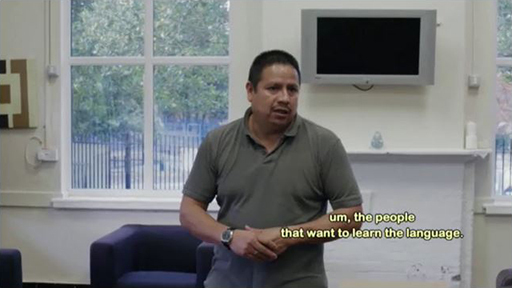 um, the people
that want to learn the language.